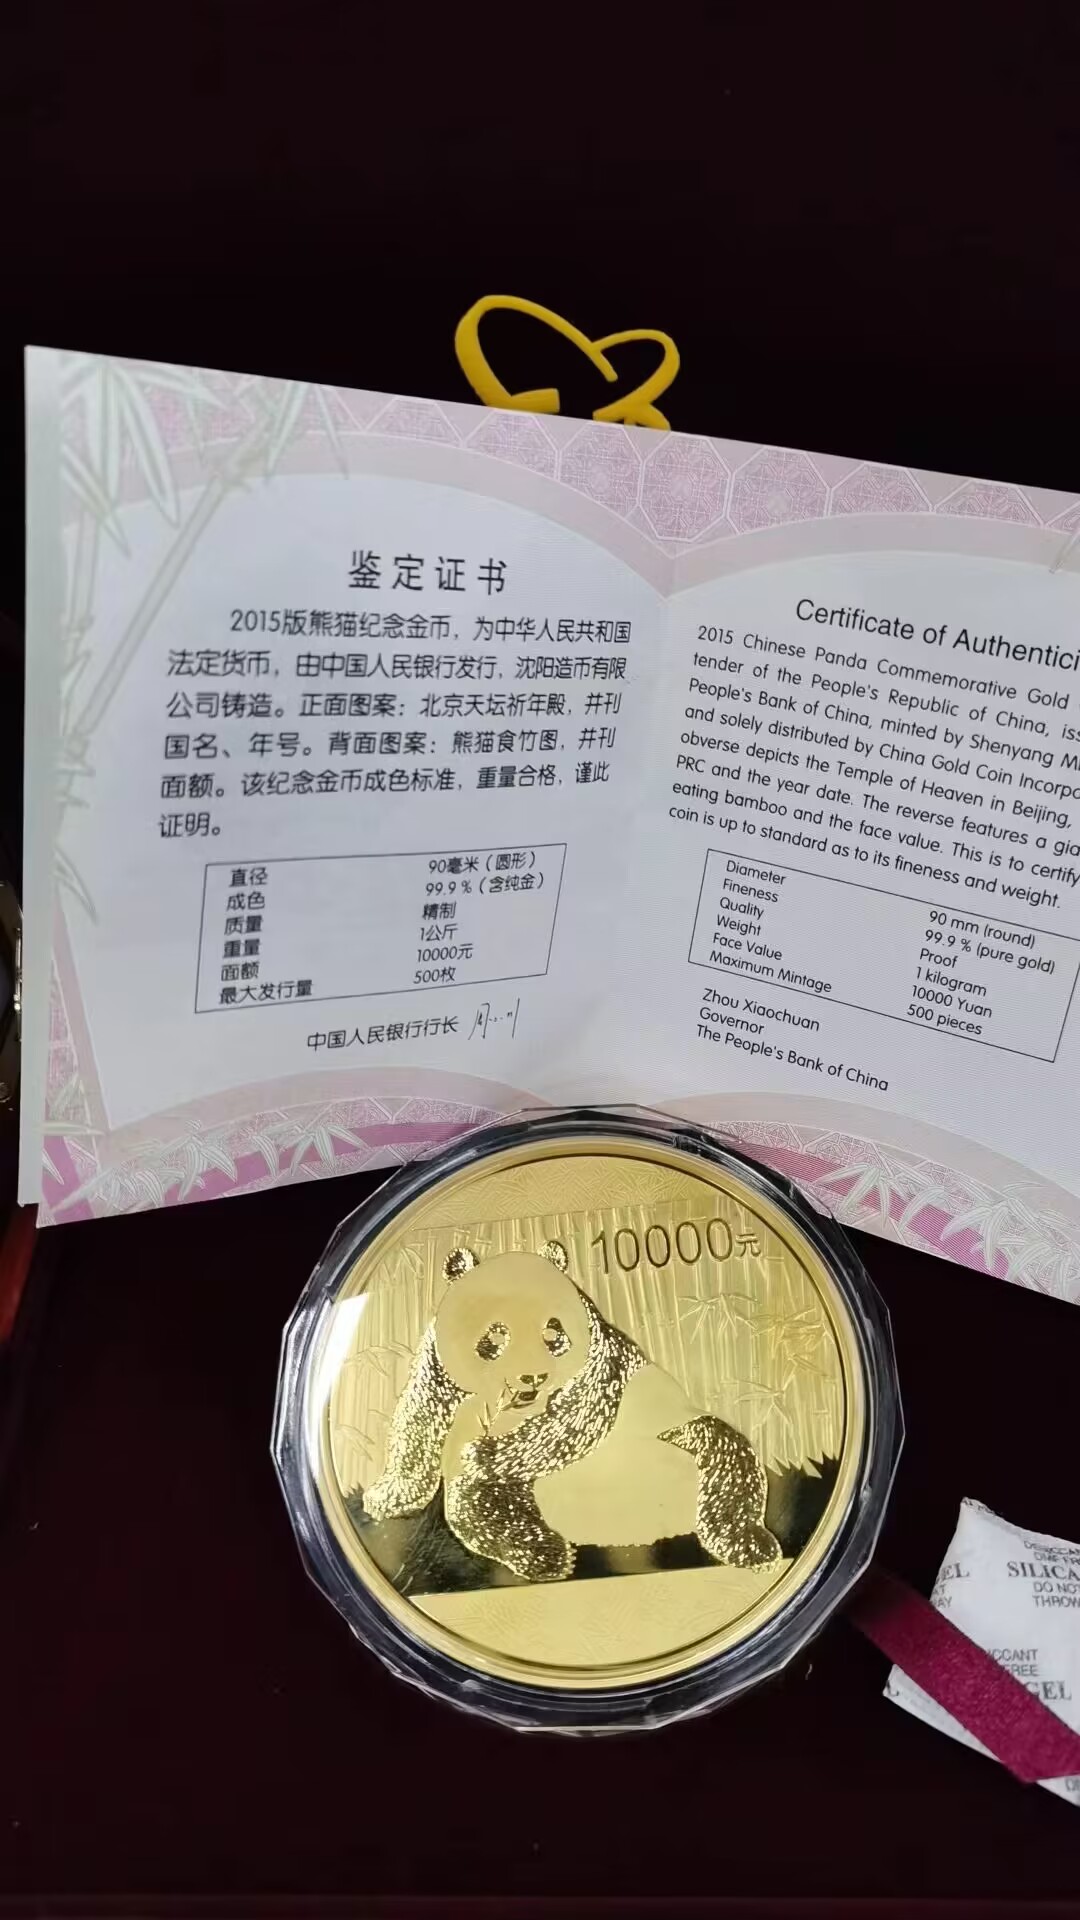 鉴定证书
2015版熊猫纪念金币，为中华人民共和国
法定货币，由中国人民银行发行，沈阳造币有限
公司铸造。正面图案：北京天坛祈年殿，并刊
国名、年号。背面图案：熊猫食竹图，并刊
面额。该纪念金币成色标准，重量合格，谨此
证明。
直径 90毫米（圆形）
成色 99.9％（含纯金）
质量 精制
重量 1公斤
面额 10000元
最大发行量 500枚
中国人民银行行长
Certificate of Authentici
2015 Chinese Panda Commemorative Gold
tender of the People's Republic of China, iss
People's Bank of China, minted by Shenyang Mi
and solely distributed by China Gold Coin Incorpo
obverse depicts the Temple of Heaven in Beijing,
PRC and the year date. The reverse features a gia
eating bamboo and the face value. This is to certify
coin is up to standard as to its fineness and weight.
Diameter 90 mm (round)
Fineness 99.9 % (pure gold)
Quality Proof
Weight 1 kilogram
Face Value 10000 Yuan
Maximum Mintage 500 pieces
Zhou Xiaochuan
Governor
The People's Bank of China
10000元
SILICA
DO NO
THROW
GEL